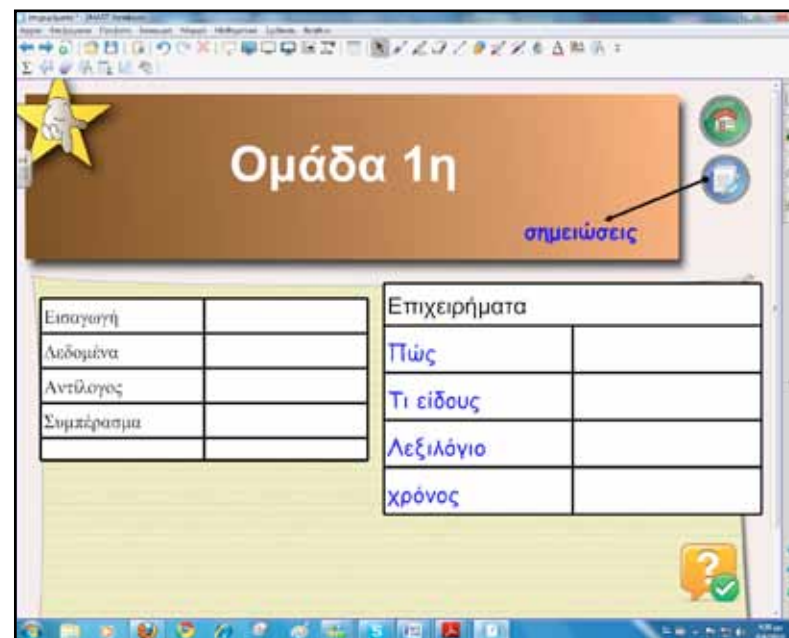 Ομάδα 1η
σημειώσεις
Εισαγωγή
Δεδομένα
Αντίλογος
Συμπέρασμα
Επιχειρήματα
Πώς
Τι είδους
Λεξιλόγιο
χρόνος